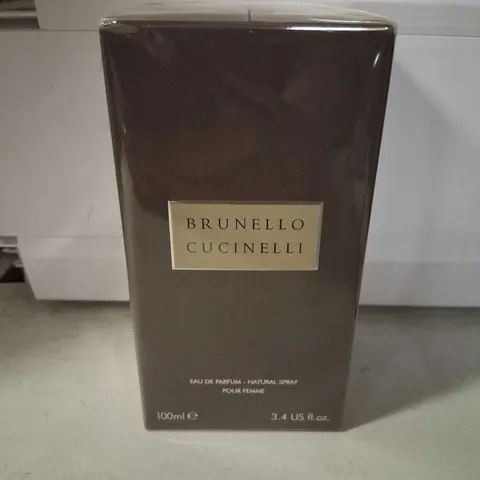 BRUNELLO
CUCINELLI
EAU DE PARFUM - NATURAL SPRAY
POUR FEMME
100ml ℮ 3.4 US fl.oz.